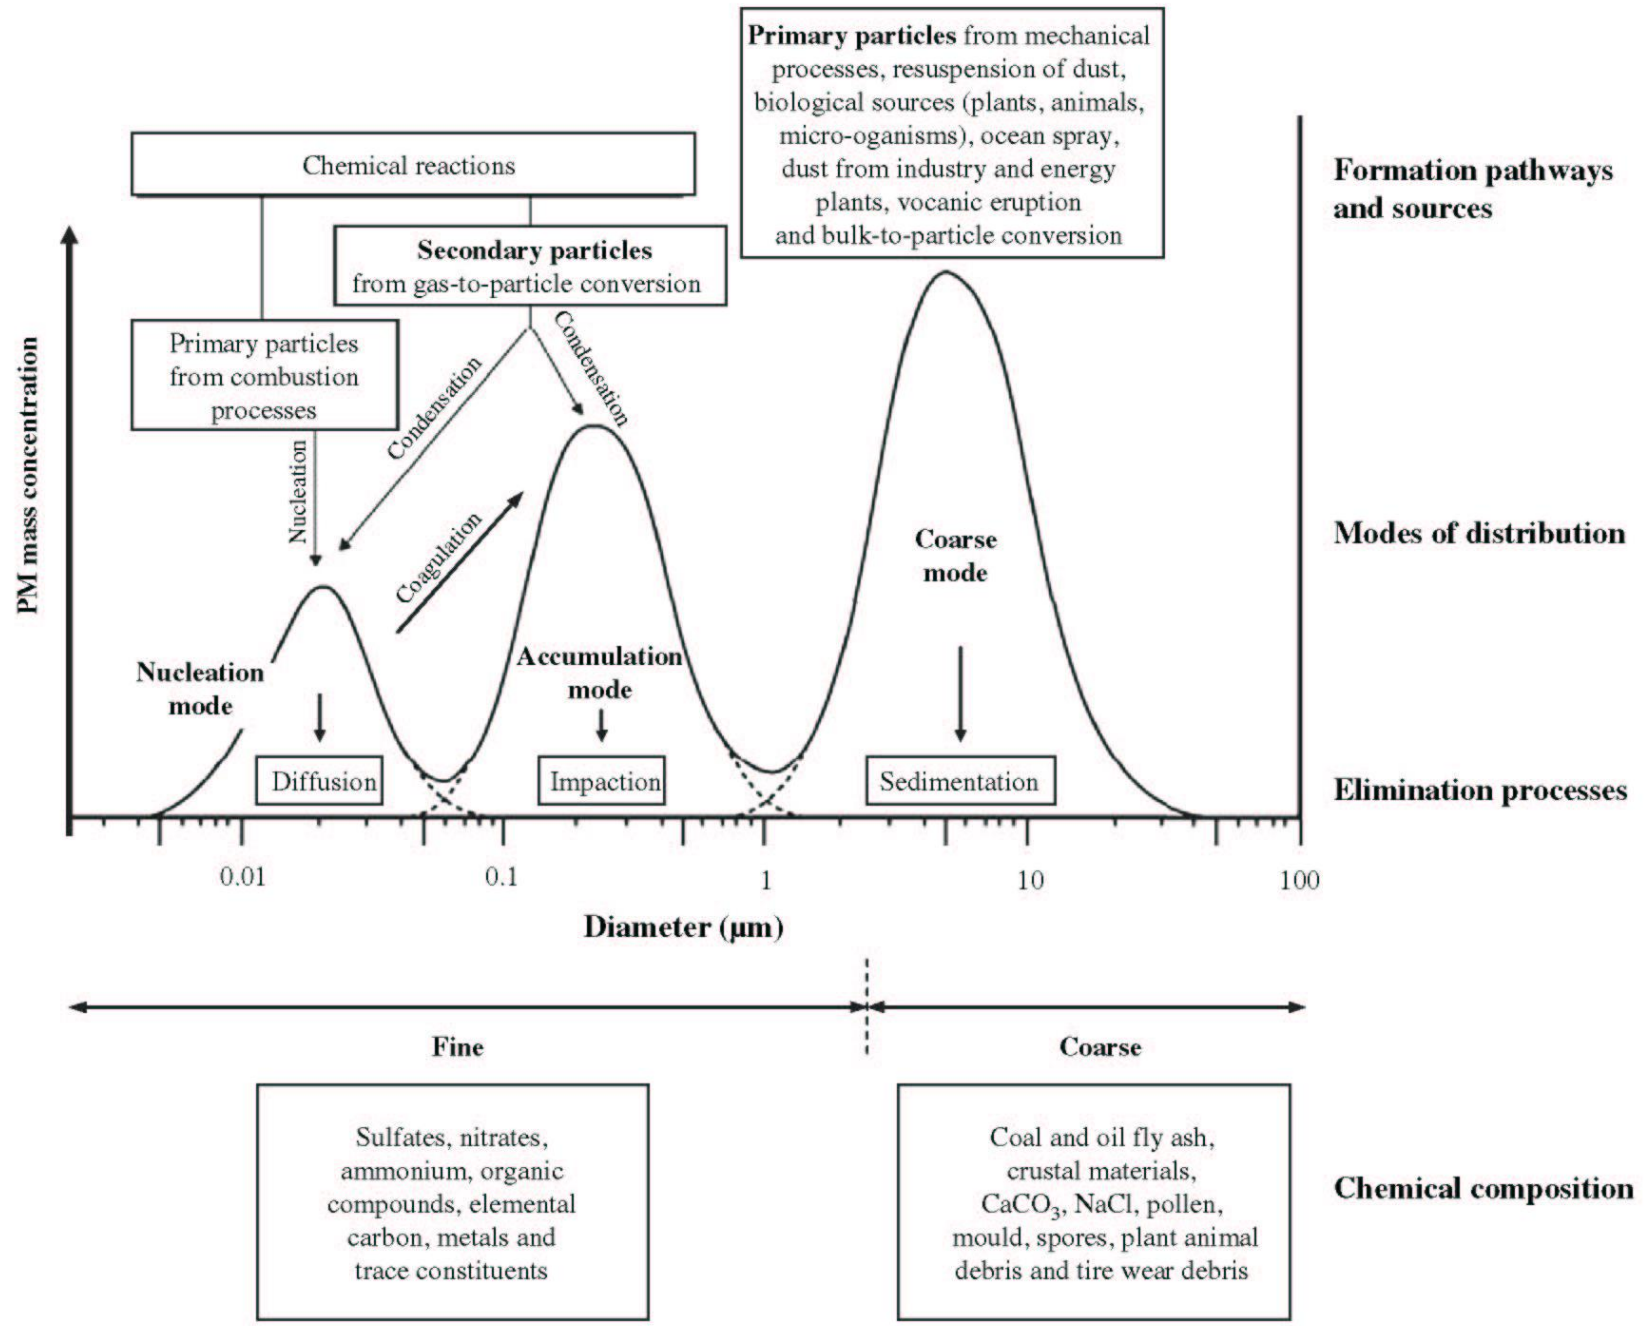 Primary particles from mechanical
processes, resuspension of dust,
biological sources (plants, animals,
micro-oganisms), ocean spray,
dust from industry and energy
plants, vocanic eruption
and bulk-to-particle conversion
Chemical reactions
Formation pathways
and sources
Secondary particles
from gas-to-particle conversion
Primary particles
from combustion
processes
Nucleation
Condensation
Condensation
Coagulation
PM mass concentration
Nucleation
mode
Accumulation
mode
Coarse
mode
Modes of distribution
Diffusion
Impaction
Sedimentation
Elimination processes
0.01
0.1
1
10
100
Diameter (µm)
Fine
Coarse
Sulfates, nitrates,
ammonium, organic
compounds, elemental
carbon, metals and
trace constituents
Coal and oil fly ash,
crustal materials,
CaCO₃, NaCl, pollen,
mould, spores, plant animal
debris and tire wear debris
Chemical composition